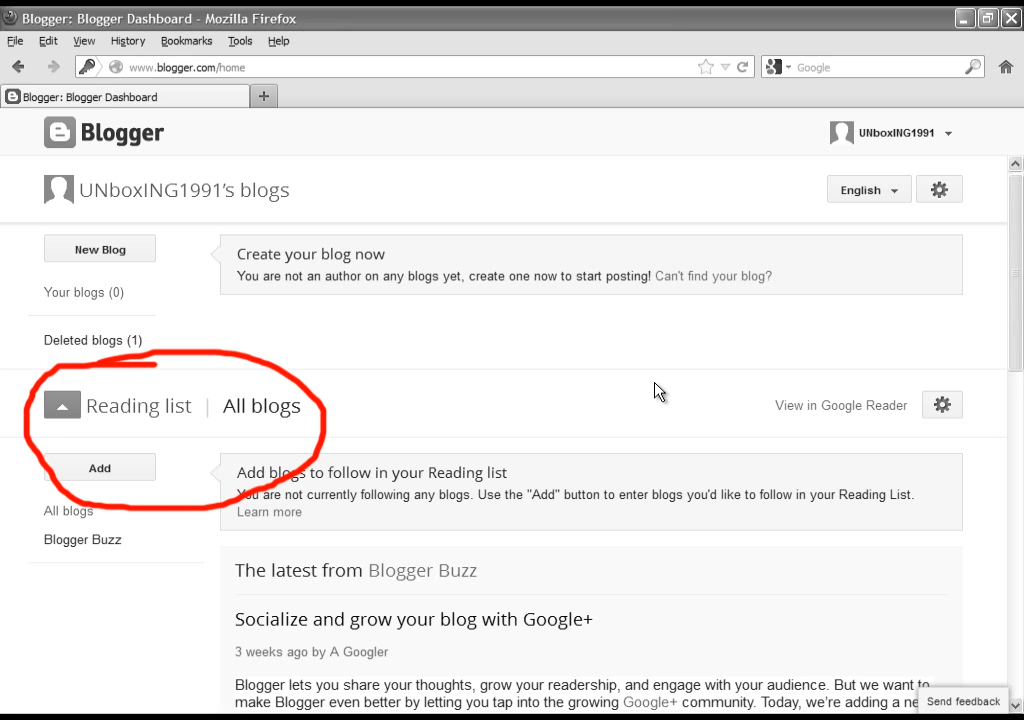 Blogger: Blogger Dashboard - Mozilla Firefox
File Edit View History Bookmarks Tools Help
www.blogger.com/home
Google
Blogger: Blogger Dashboard
Blogger
UNboxING1991
UNboxING1991's blogs
English
New Blog
Create your blog now
You are not an author on any blogs yet, create one now to start posting! Can't find your blog?
Your blogs (0)
Deleted blogs (1)
Reading list | All blogs
View in Google Reader
Add
Add blogs to follow in your Reading list
You are not currently following any blogs. Use the "Add" button to enter blogs you'd like to follow in your Reading List.
Learn more
All blogs
Blogger Buzz
The latest from Blogger Buzz
Socialize and grow your blog with Google+
3 weeks ago by A Googler
Blogger lets you share your thoughts, grow your readership, and engage with your audience. But we want to
make Blogger even better by letting you tap into the growing Google+ community. Today, we're adding a
Send feedback